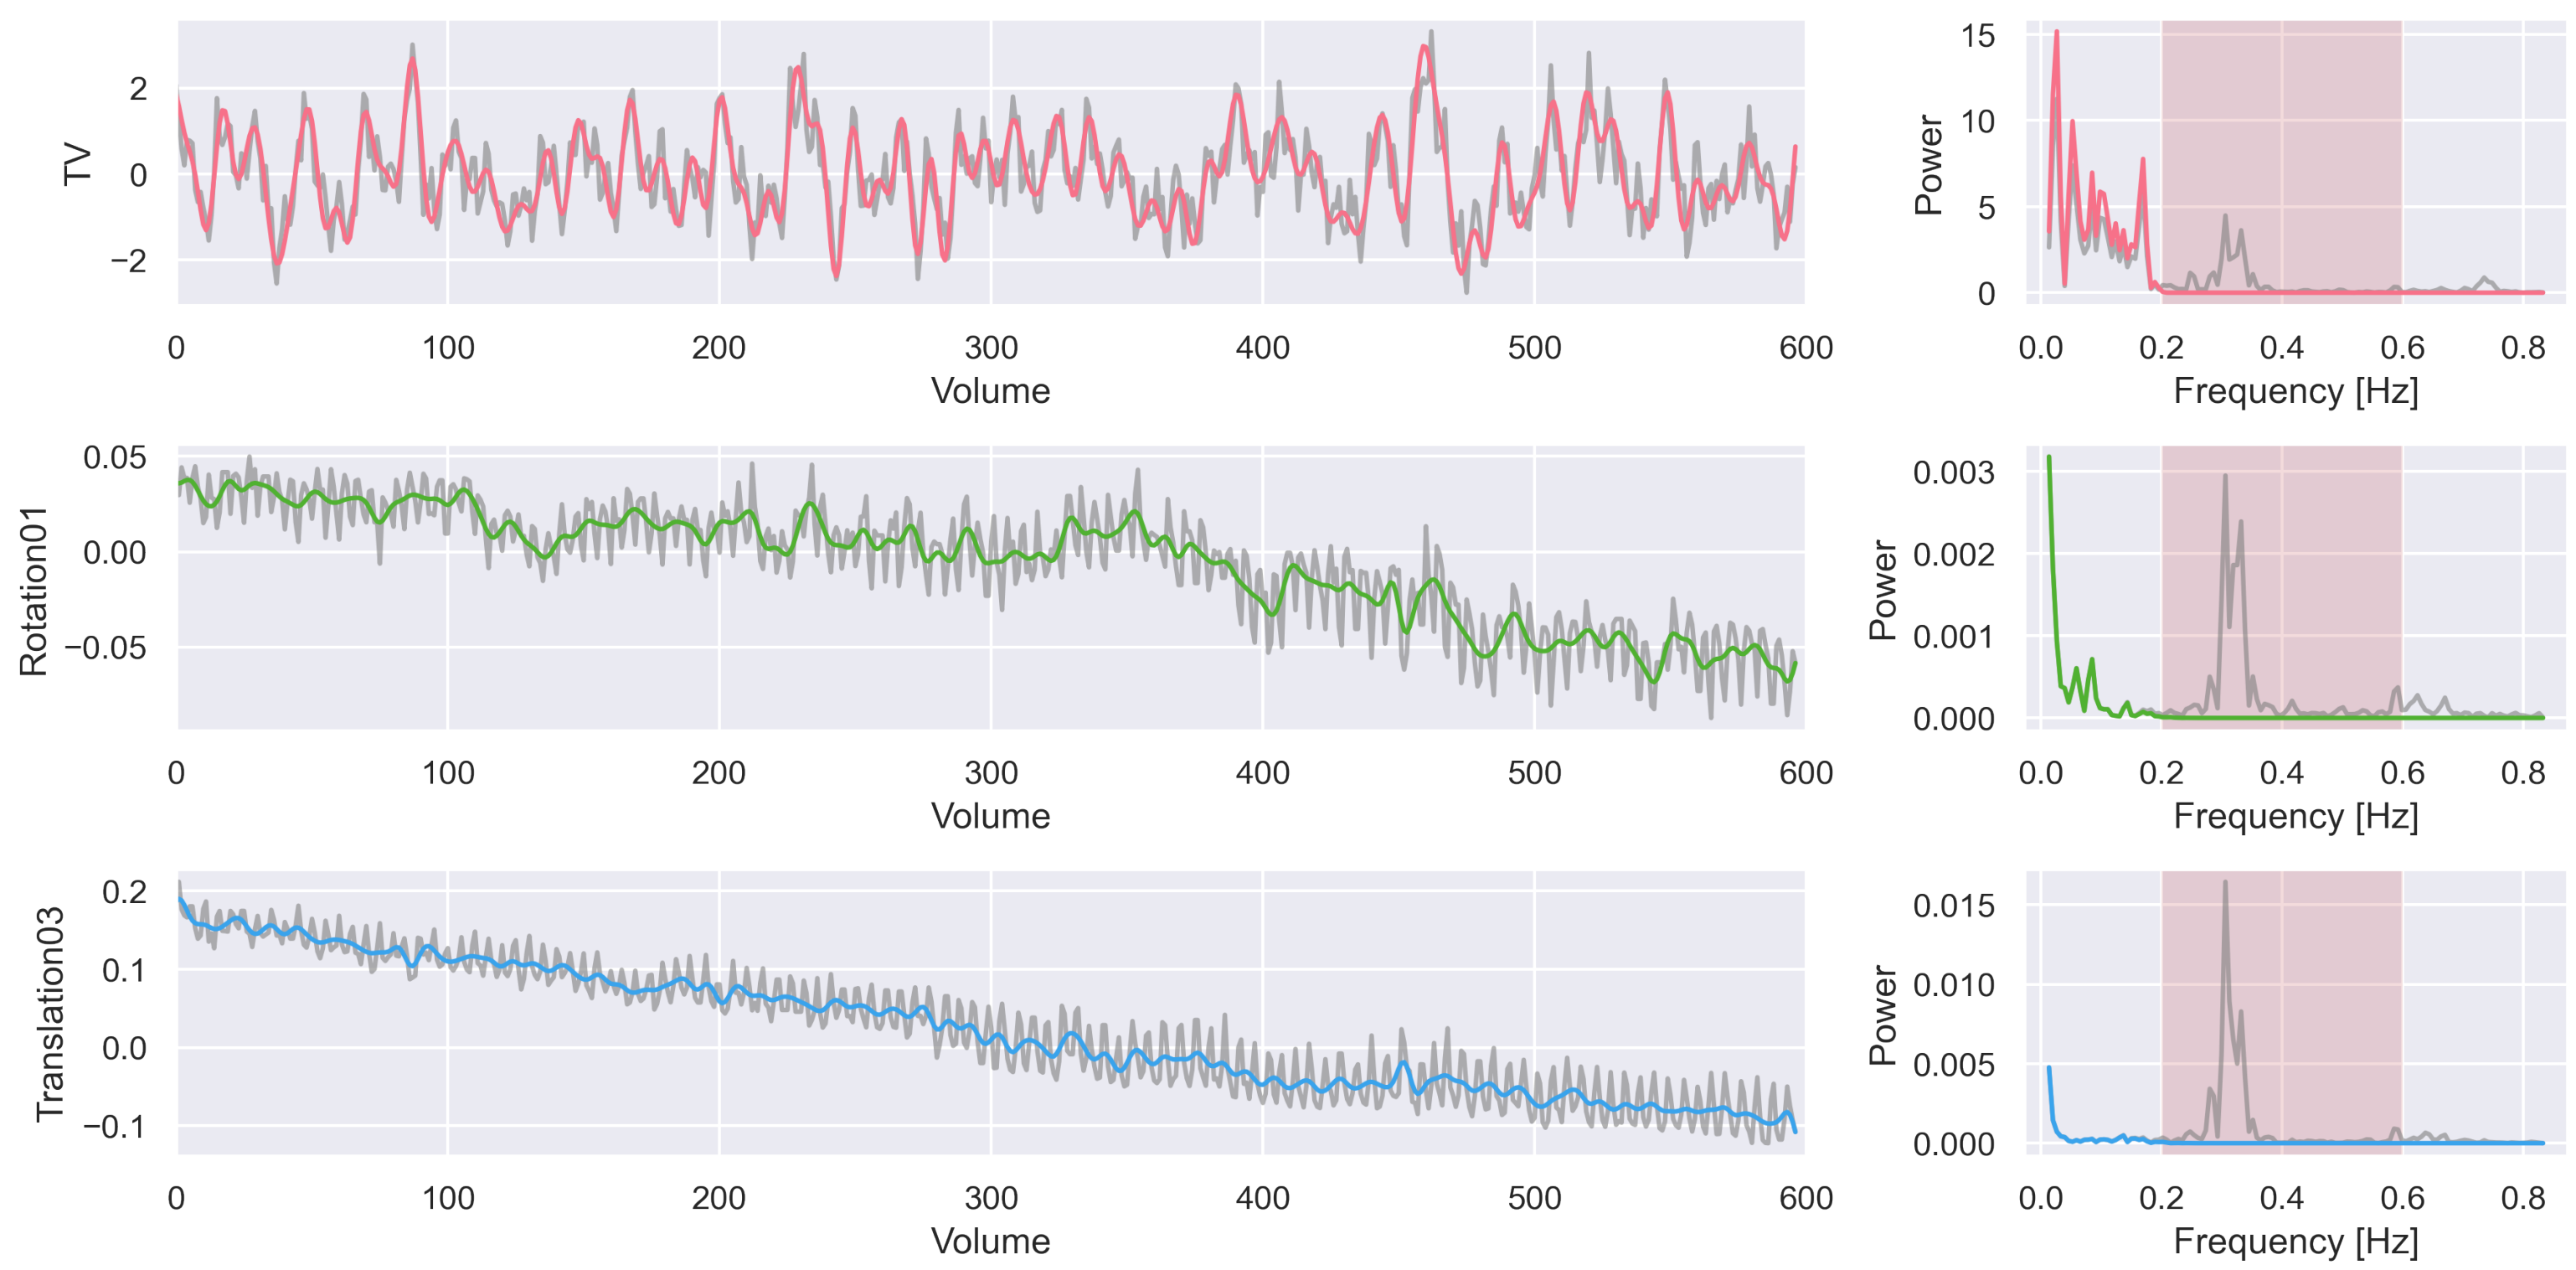 TV
2
0
−2
0 100 200 300 400 500 600
Volume
Power
15
10
5
0
0.0 0.2 0.4 0.6 0.8
Frequency [Hz]
Rotation01
0.05
0.00
−0.05
0 100 200 300 400 500 600
Volume
Power
0.003
0.002
0.001
0.000
0.0 0.2 0.4 0.6 0.8
Frequency [Hz]
Translation03
0.2
0.1
0.0
−0.1
0 100 200 300 400 500 600
Volume
Power
0.015
0.010
0.005
0.000
0.0 0.2 0.4 0.6 0.8
Frequency [Hz]